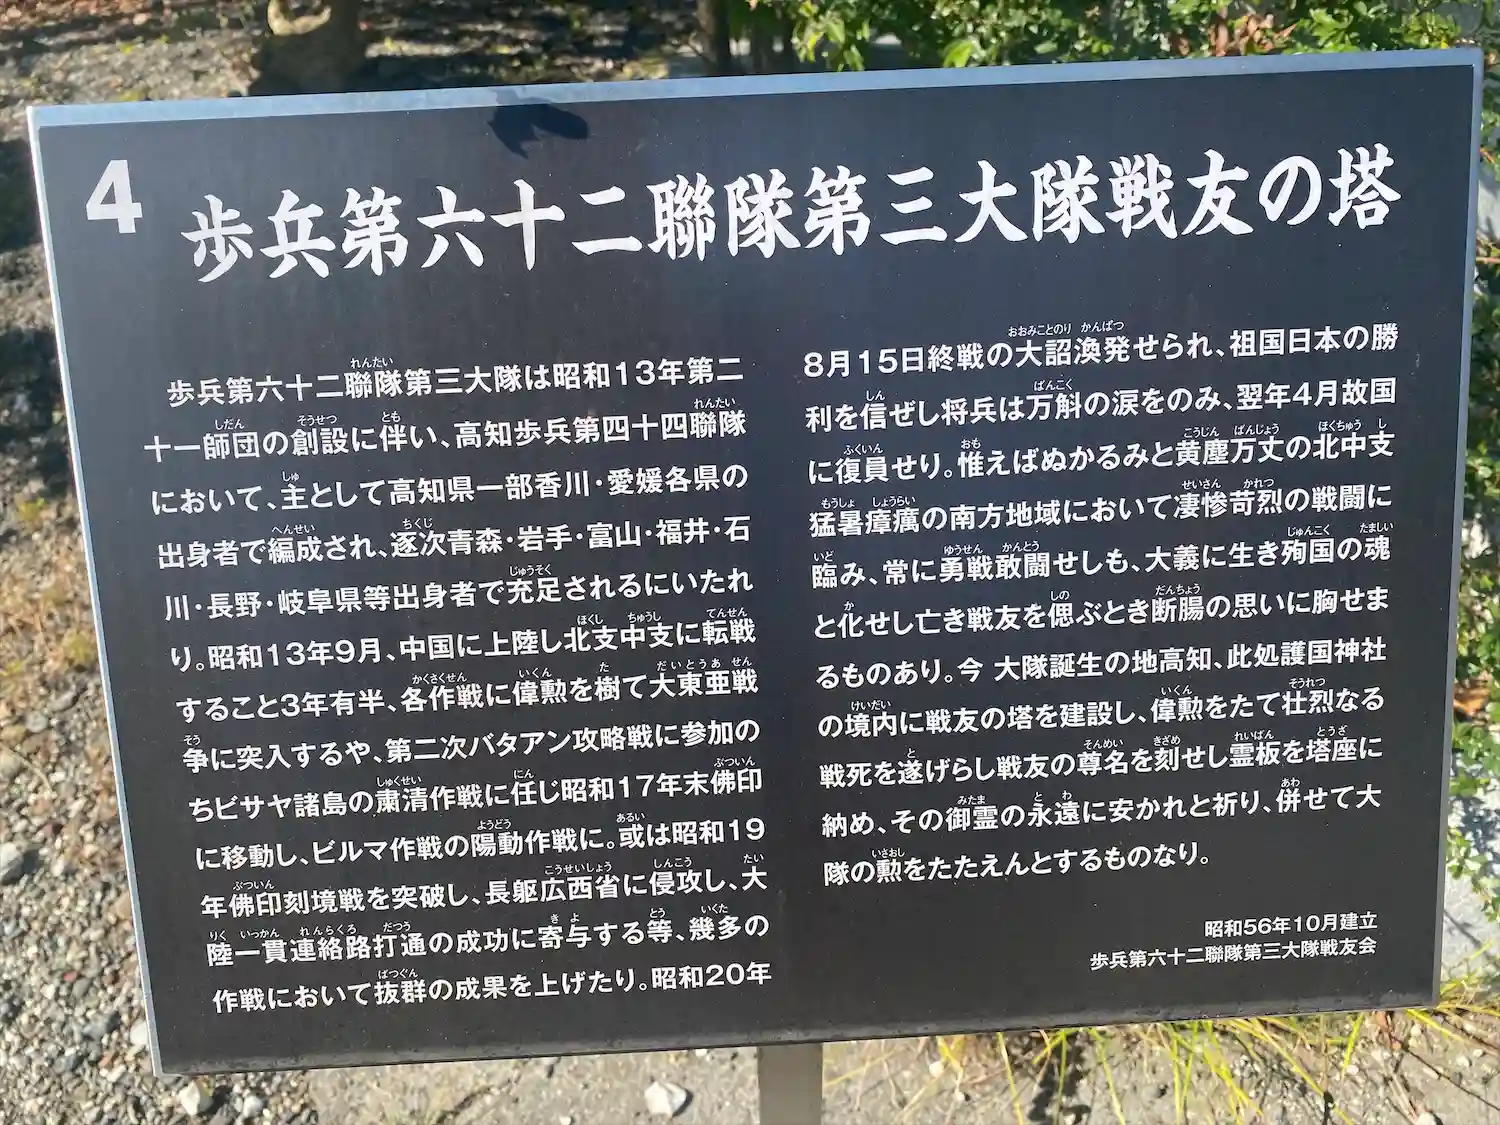 4
歩兵第六十二聯隊第三大隊戦友の塔
歩兵第六十二聯隊第三大隊は昭和13年第二
十一師団の創設に伴い、高知歩兵第四十四聯隊
において、主として高知県一部香川・愛媛各県の
出身者で編成され、逐次青森・岩手・富山・福井・石
川・長野・岐阜県等出身者で充足されるにいたれ
り。昭和13年9月、中国に上陸し北支中支に転戦
すること3年有半、各作戦に偉勲を樹て大東亜戦
争に突入するや、第二次バタアン攻略戦に参加の
ちビサヤ諸島の粛清作戦に任じ昭和17年末佛印
に移動し、ビルマ作戦の陽動作戦に。或は昭和19
年佛印刻境戦を突破し、長躯広西省に侵攻し、大
陸一貫連絡路打通の成功に寄与する等、幾多の
作戦において抜群の成果を上げたり。昭和20年
8月15日終戦の大詔渙発せられ、祖国日本の勝
利を信ぜし将兵は万斛の涙をのみ、翌年4月故国
に復員せり。惟えばぬかるみと黄塵万丈の北中支
猛暑瘴癘の南方地域において凄惨苛烈の戦闘に
臨み、常に勇戦敢闘せしも、大義に生き殉国の魂
と化せし亡き戦友を偲ぶとき断腸の思いに胸せま
るものあり。今 大隊誕生の地高知、此処護国神社
の境内に戦友の塔を建設し、偉勲をたて壮烈なる
戦死を遂げらし戦友の尊名を刻せし霊板を塔座に
納め、その御霊の永遠に安かれと祈り、併せて大
隊の勲をたたえんとするものなり。
昭和56年10月建立
歩兵第六十二聯隊第三大隊戦友会